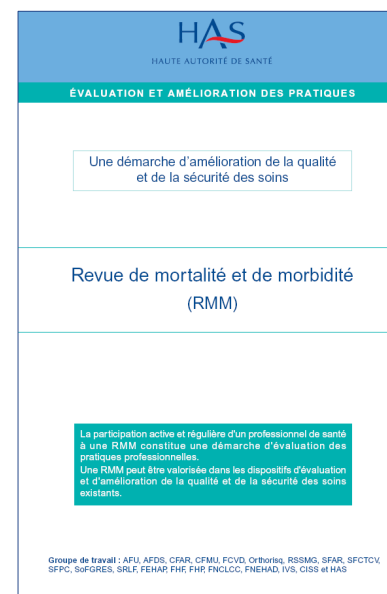 HAS
HAUTE AUTORITÉ DE SANTÉ
ÉVALUATION ET AMÉLIORATION DES PRATIQUES
Une démarche d'amélioration de la qualité
et de la sécurité des soins
Revue de mortalité et de morbidité
(RMM)
La participation active et régulière d'un professionnel de santé
à une RMM constitue une démarche d'évaluation des
pratiques professionnelles.
Une RMM peut être valorisée dans les dispositifs d'évaluation
et d'amélioration de la qualité et de la sécurité des soins
existants.
Groupe de travail : AFU, AFDS, CFAR, CFMU, FCVD, Orthorisq, RSSMG, SFAR, SFCTCV,
SFPC, SoFGRES, SRLF, FEHAP, FHF, FHP, FNCLCC, FNEHAD, IVS, CISS et HAS